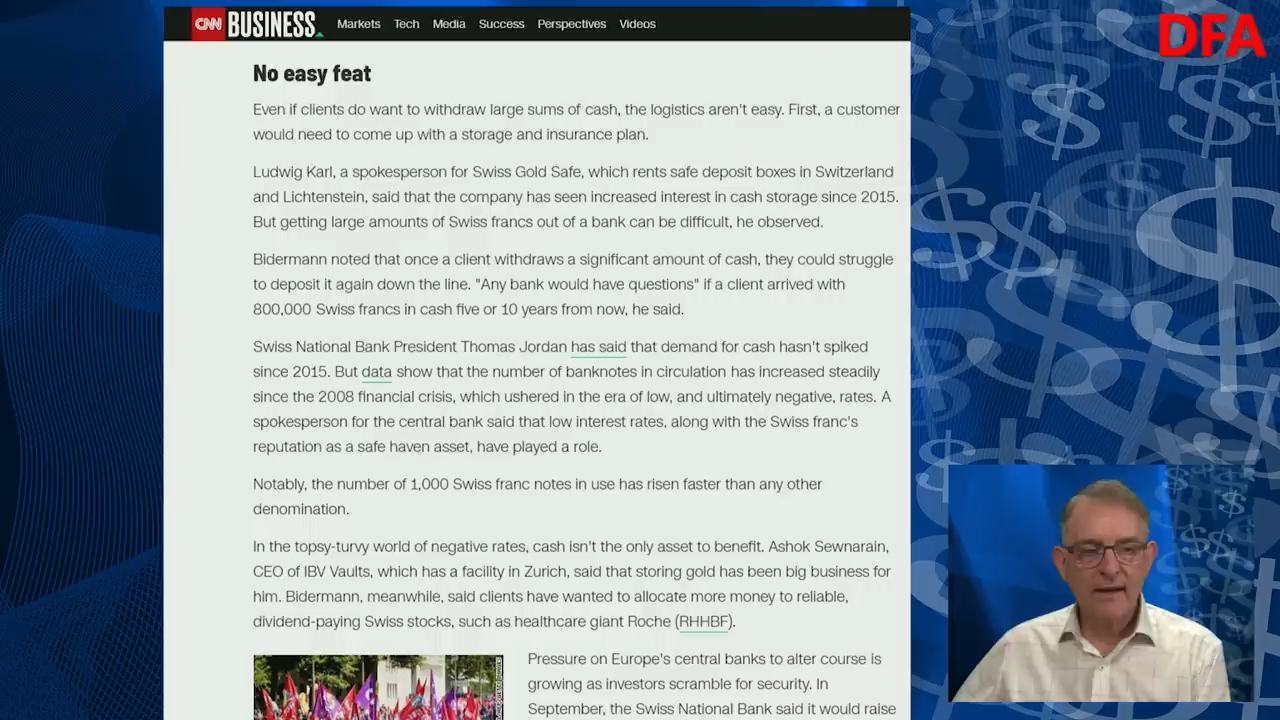 CNN BUSINESS Markets Tech Media Success Perspectives Videos
DFA
No easy feat
Even if clients do want to withdraw large sums of cash, the logistics aren't easy. First, a customer
would need to come up with a storage and insurance plan.
Ludwig Karl, a spokesperson for Swiss Gold Safe, which rents safe deposit boxes in Switzerland
and Lichtenstein, said that the company has seen increased interest in cash storage since 2015.
But getting large amounts of Swiss francs out of a bank can be difficult, he observed.
Bidermann noted that once a client withdraws a significant amount of cash, they could struggle
to deposit it again down the line. "Any bank would have questions" if a client arrived with
800,000 Swiss francs in cash five or 10 years from now, he said.
Swiss National Bank President Thomas Jordan has said that demand for cash hasn't spiked
since 2015. But data show that the number of banknotes in circulation has increased steadily
since the 2008 financial crisis, which ushered in the era of low, and ultimately negative, rates. A
spokesperson for the central bank said that low interest rates, along with the Swiss franc's
reputation as a safe haven asset, have played a role.
Notably, the number of 1,000 Swiss franc notes in use has risen faster than any other
denomination.
In the topsy-turvy world of negative rates, cash isn't the only asset to benefit. Ashok Sewnarain,
CEO of IBV Vaults, which has a facility in Zurich, said that storing gold has been big business for
him. Bidermann, meanwhile, said clients have wanted to allocate more money to reliable,
dividend-paying Swiss stocks, such as healthcare giant Roche (RHHBF).
Pressure on Europe's central banks to alter course is
growing as investors scramble for security. In
September, the Swiss National Bank said it would raise